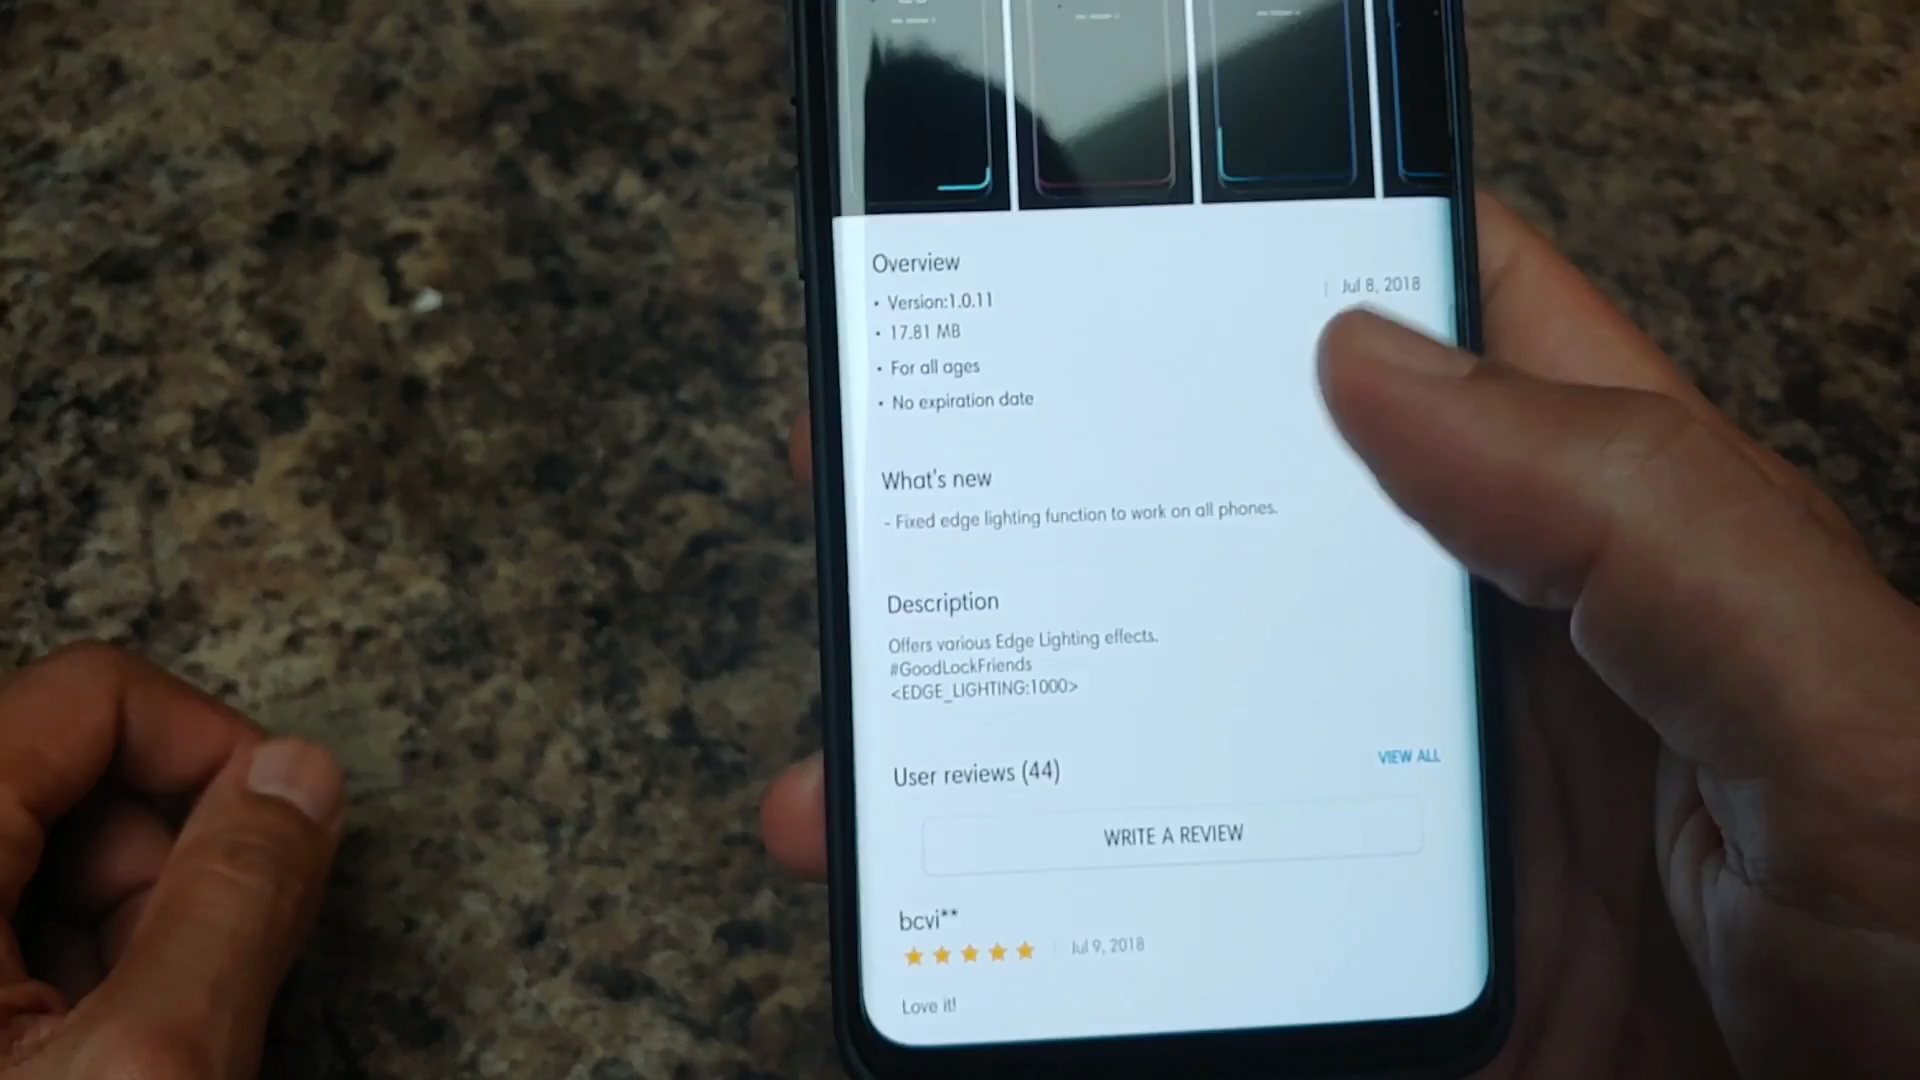 Overview
• Version:1.0.11
| Jul 8, 2018
• 17.81 MB
• For all ages
• No expiration date
What's new
- Fixed edge lighting function to work on all phones.
Description
Offers various Edge Lighting effects.
#GoodLockFriends
<EDGE_LIGHTING:1000>
User reviews (44)
VIEW ALL
WRITE A REVIEW
bcvi**
Jul 9, 2018
Love it!